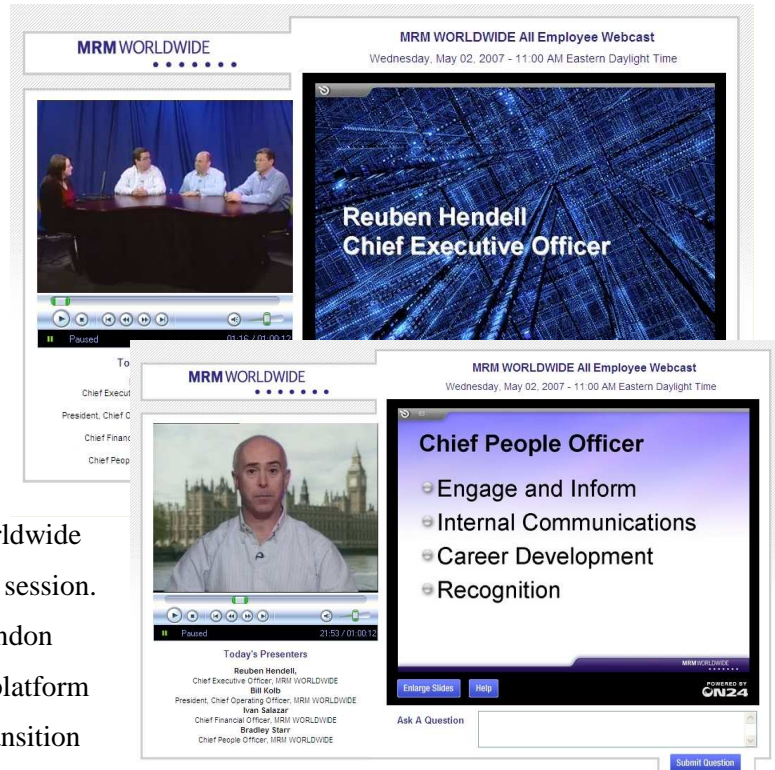 MRM WORLDWIDE
MRM WORLDWIDE All Employee Webcast
Wednesday, May 02, 2007 - 11:00 AM Eastern Daylight Time
Reuben Hendell
Chief Executive Officer
Paused 01:16 / 01:00:12
To
Chief Execut
President, Chief O
Chief Financ
Chief Peop
MRM WORLDWIDE
MRM WORLDWIDE All Employee Webcast
Wednesday, May 02, 2007 - 11:00 AM Eastern Daylight Time
Chief People Officer
Engage and Inform
Internal Communications
Career Development
Recognition
MRM WORLDWIDE
Paused 21:53 / 01:00:12
Today's Presenters
Reuben Hendell,
Chief Executive Officer, MRM WORLDWIDE
Bill Kolb
President, Chief Operating Officer, MRM WORLDWIDE
Ivan Salazar
Chief Financial Officer, MRM WORLDWIDE
Bradley Starr
Chief People Officer, MRM WORLDWIDE
Enlarge Slides Help
POWERED BY
ON24
Ask A Question
Submit Question
rldwide
session.
ndon
platform
nsition